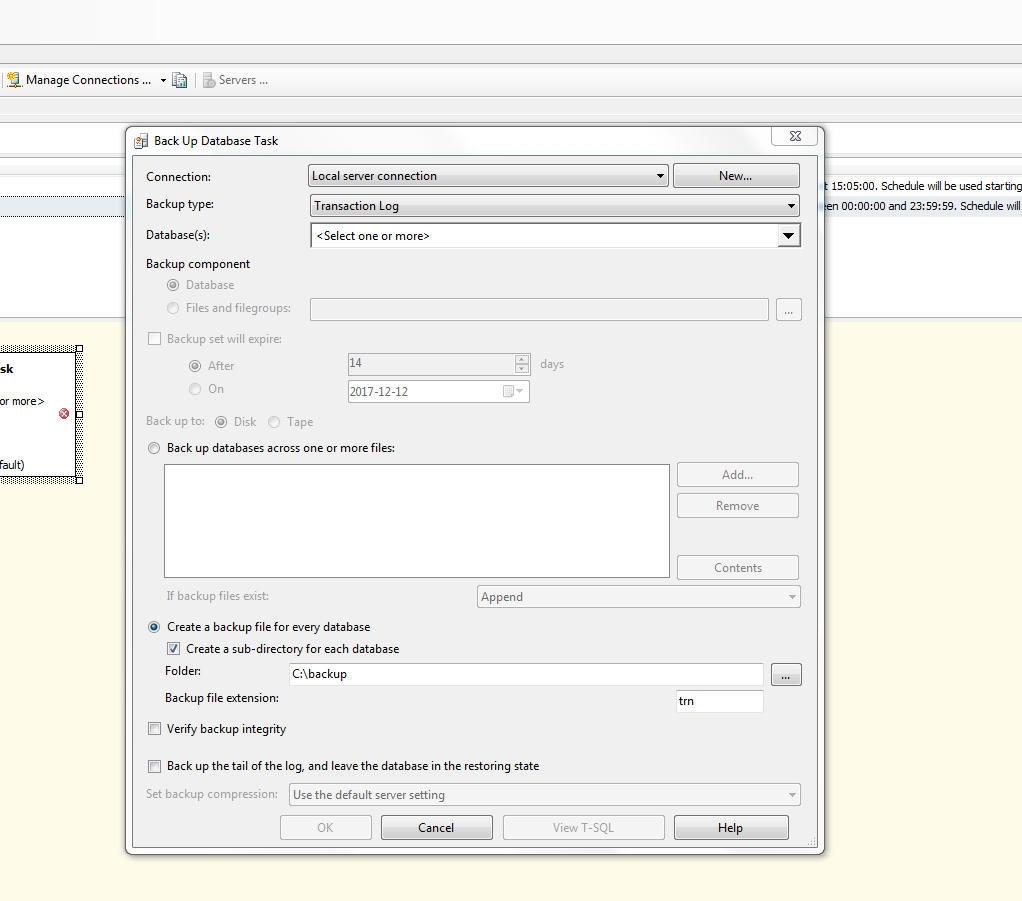 Manage Connections ... Servers ...
Back Up Database Task
Connection: Local server connection New...
15:05:00. Schedule will be used starting
Backup type: Transaction Log
en 00:00:00 and 23:59:59. Schedule will
Database(s): <Select one or more>
Backup component
Database
Files and filegroups: ...
Backup set will expire:
After 14 days
On 2017-12-12
sk
or more>
fault)
Back up to: Disk Tape
Back up databases across one or more files:
Add...
Remove
Contents
If backup files exist: Append
Create a backup file for every database
Create a sub-directory for each database
Folder: C:\backup ...
Backup file extension: trn
Verify backup integrity
Back up the tail of the log, and leave the database in the restoring state
Set backup compression: Use the default server setting
OK Cancel View T-SQL Help